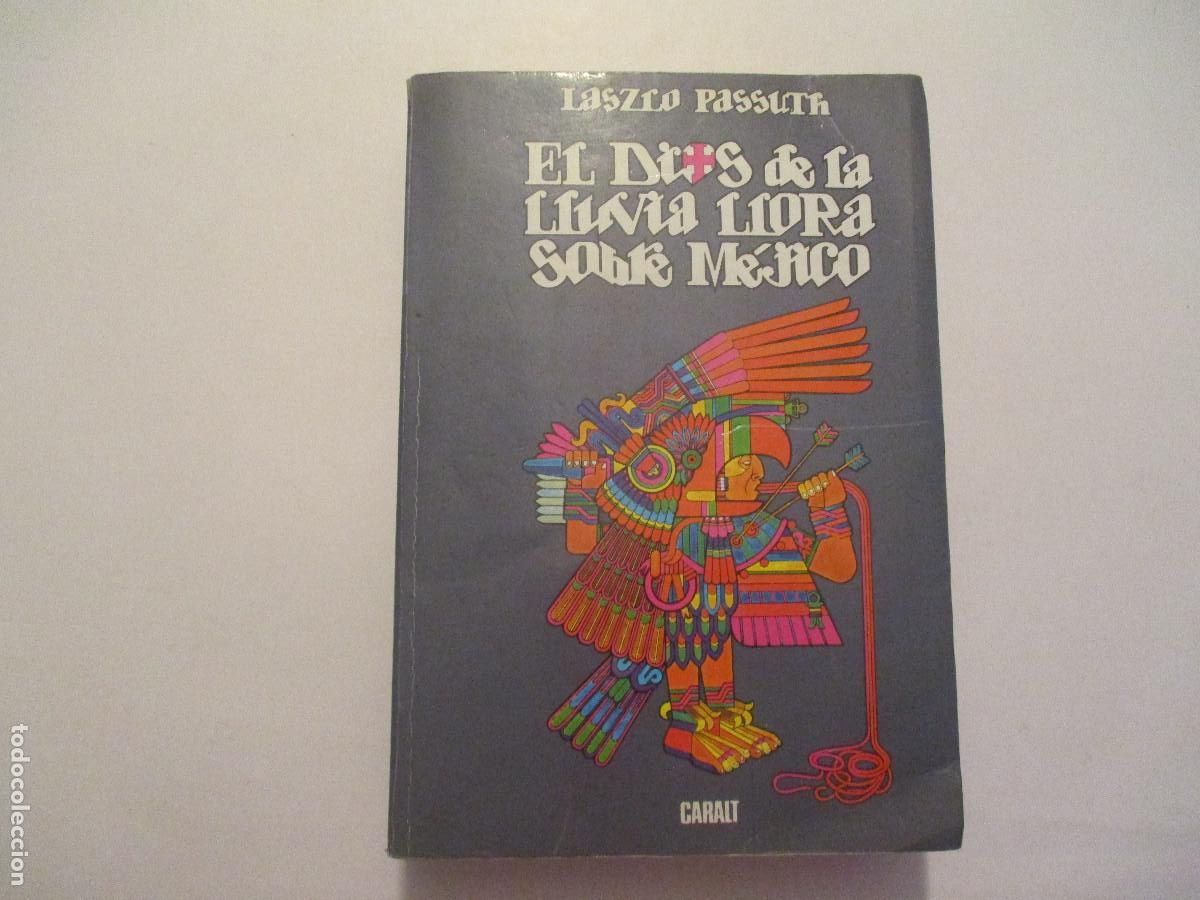 LASZLO PASSUTH
EL DIOS de la
LLUVIA LLORA
SOBRE MÉJICO
CARALT
todocoleccion